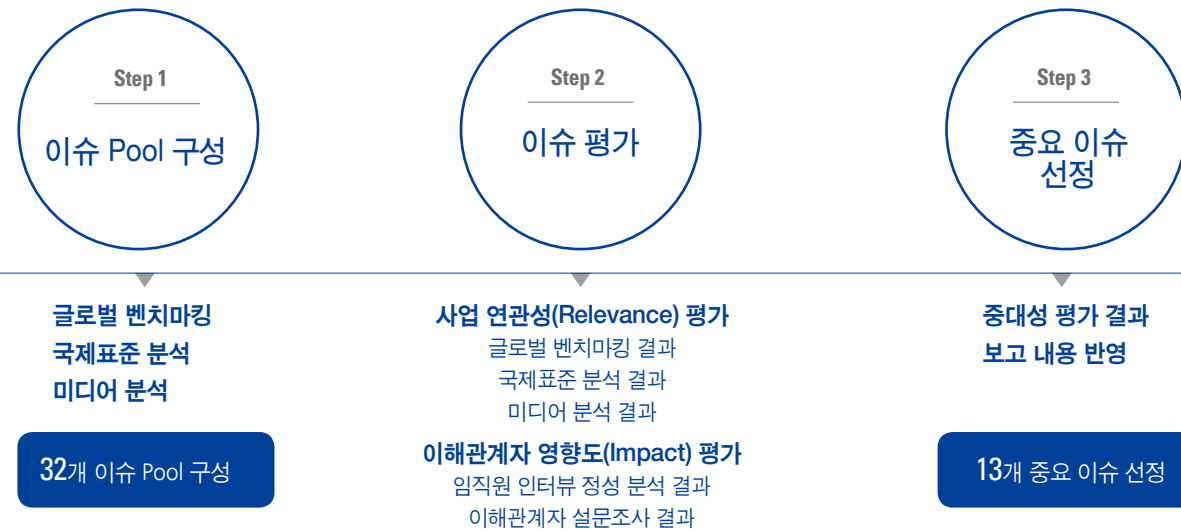 Step 1
이슈 Pool 구성
글로벌 벤치마킹
국제표준 분석
미디어 분석
32개 이슈 Pool 구성
Step 2
이슈 평가
사업 연관성(Relevance) 평가
글로벌 벤치마킹 결과
국제표준 분석 결과
미디어 분석 결과
이해관계자 영향도(Impact) 평가
임직원 인터뷰 정성 분석 결과
이해관계자 설문조사 결과
Step 3
중요 이슈
선정
중대성 평가 결과
보고 내용 반영
13개 중요 이슈 선정